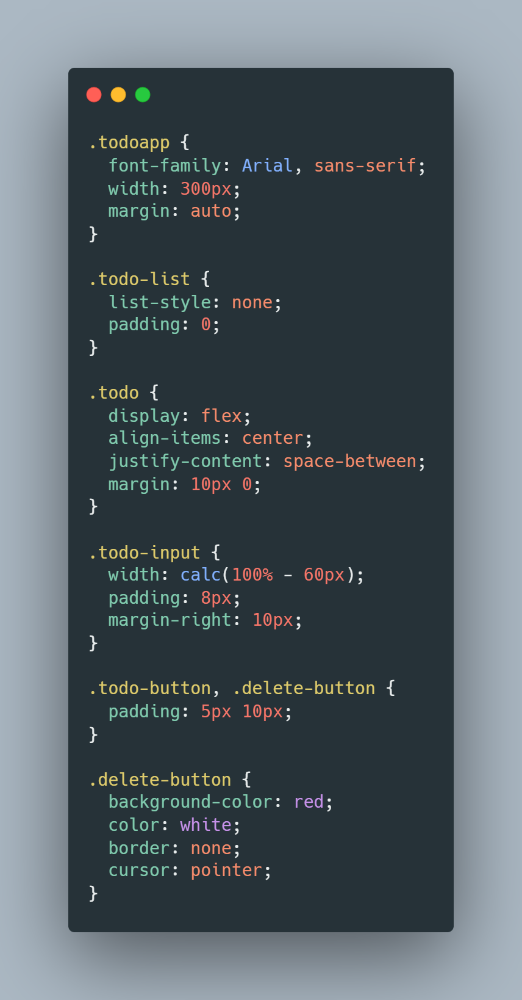 .todoapp {
  font-family: Arial, sans-serif;
  width: 300px;
  margin: auto;
}

.todo-list {
  list-style: none;
  padding: 0;
}

.todo {
  display: flex;
  align-items: center;
  justify-content: space-between;
  margin: 10px 0;
}

.todo-input {
  width: calc(100% - 60px);
  padding: 8px;
  margin-right: 10px;
}

.todo-button, .delete-button {
  padding: 5px 10px;
}

.delete-button {
  background-color: red;
  color: white;
  border: none;
  cursor: pointer;
}